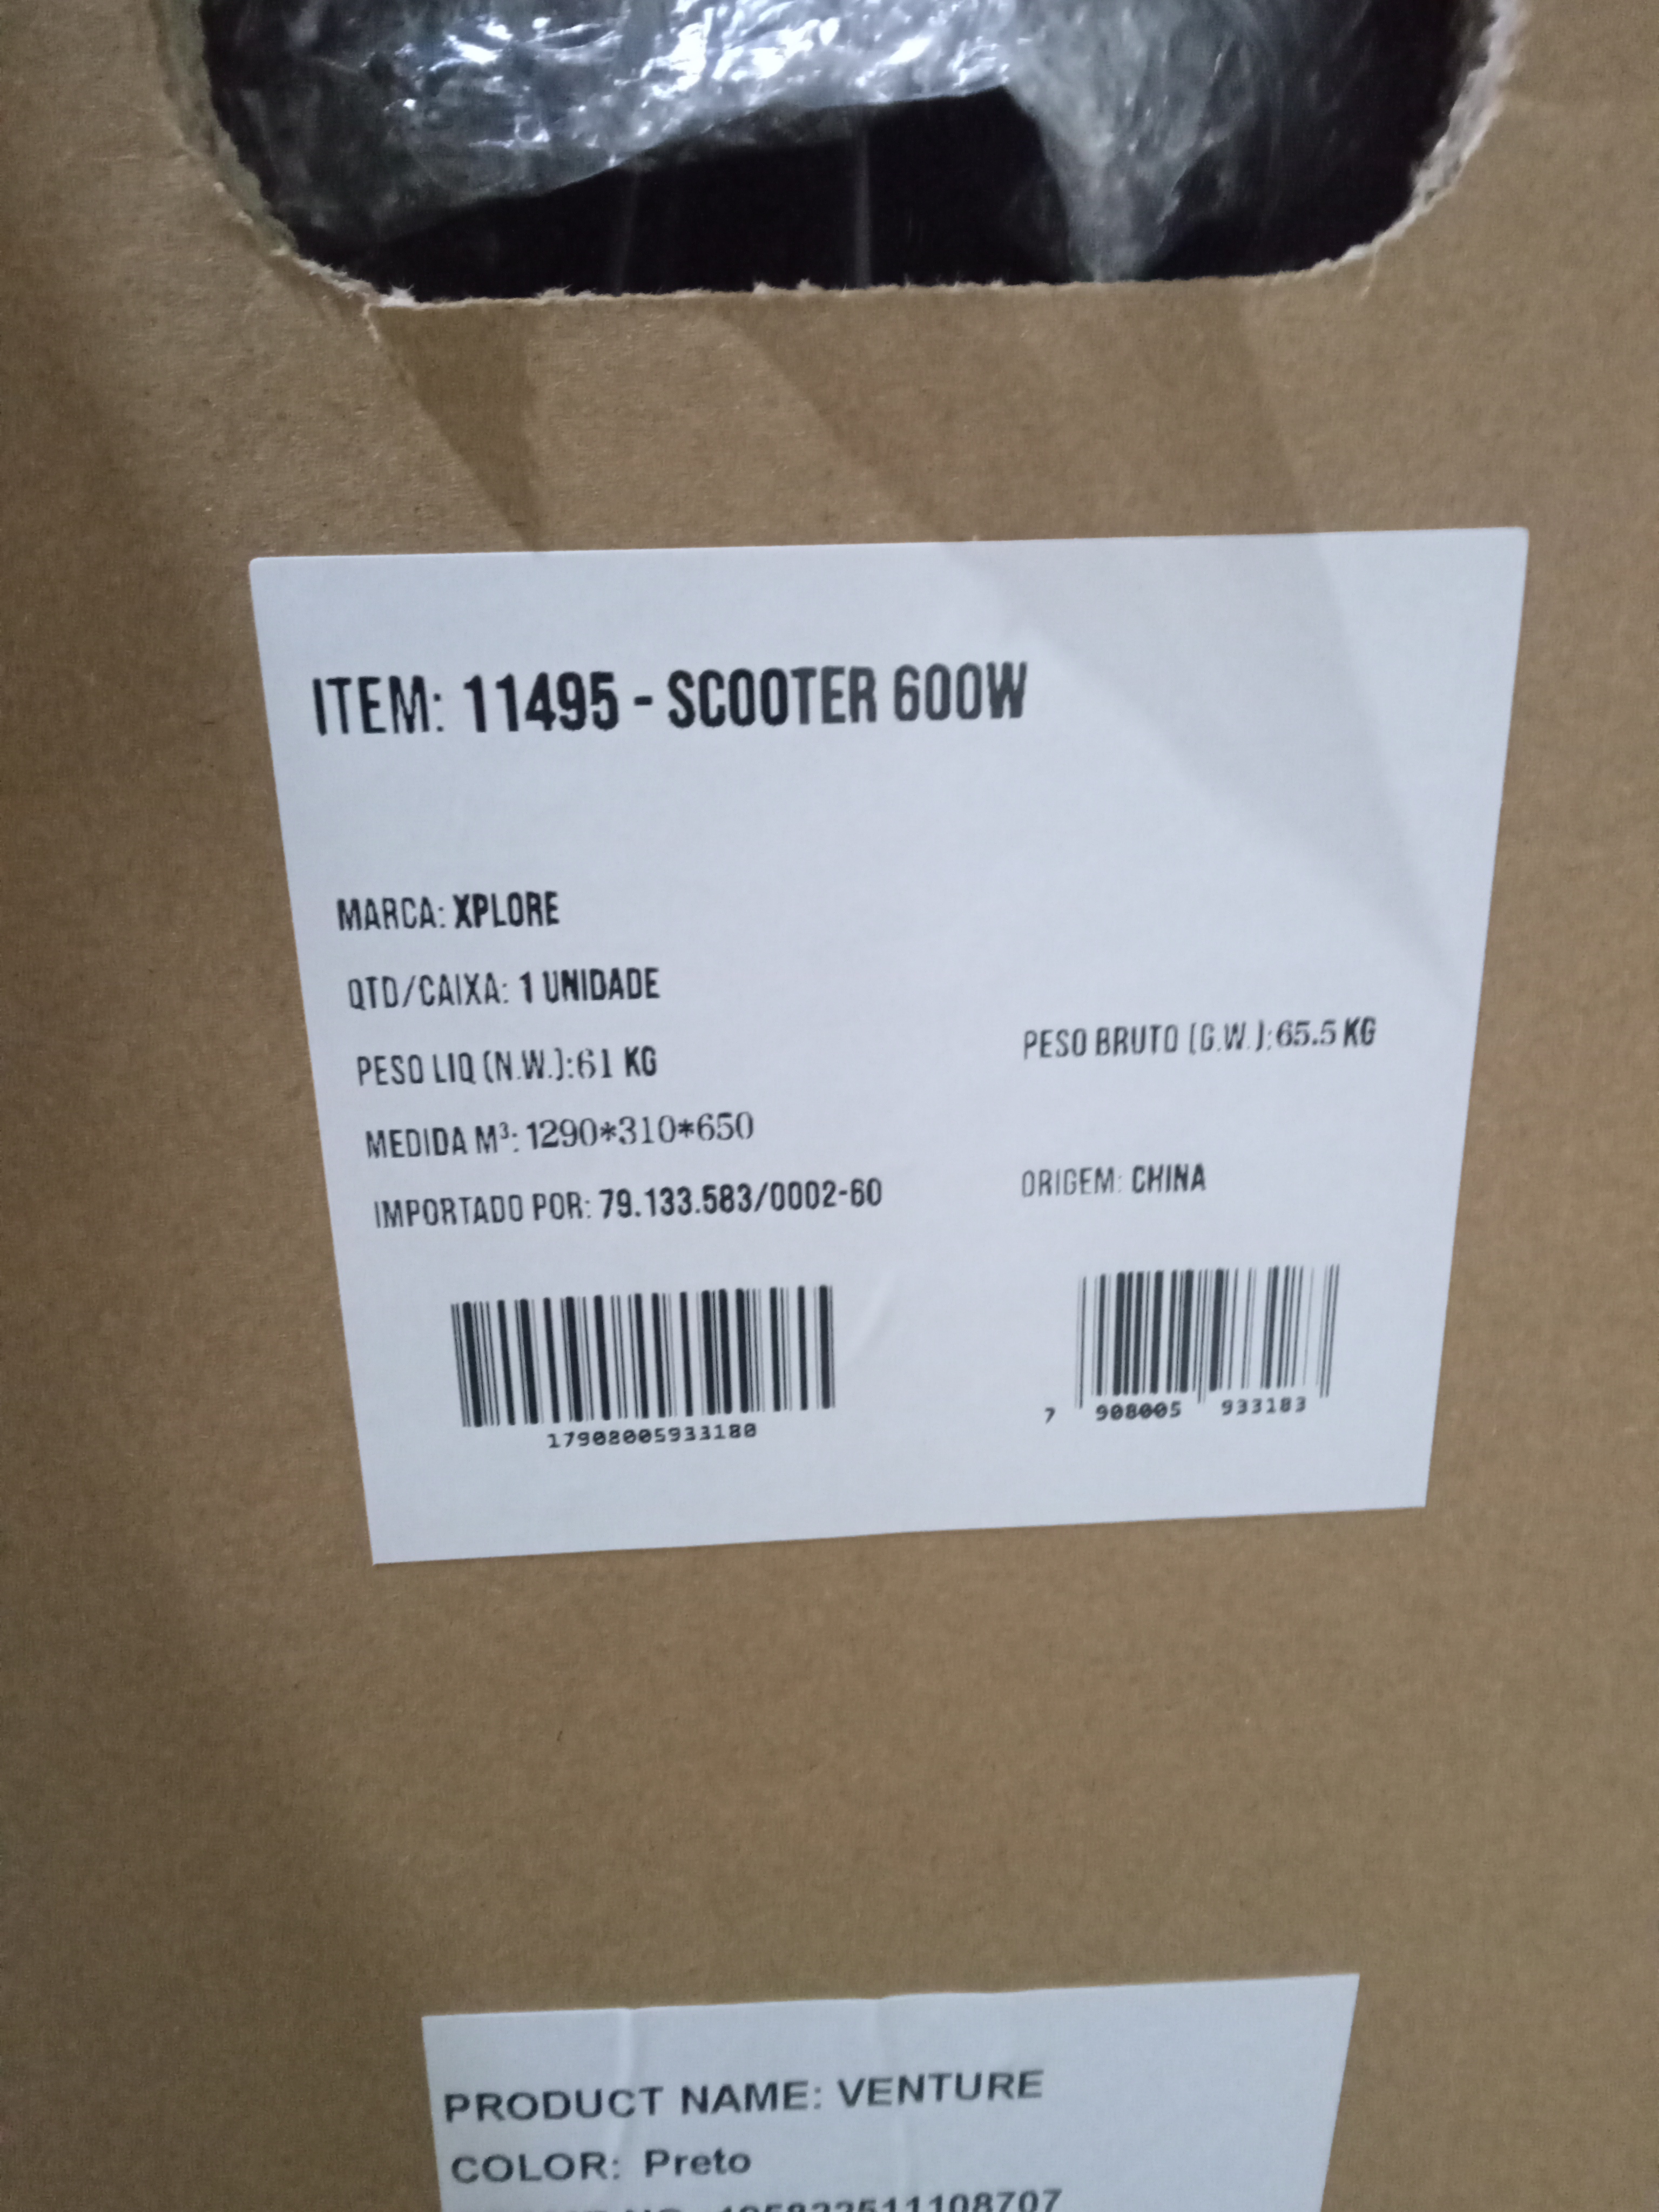 ITEM: 11495 - SCOOTER 600W
MARCA: XPLORE
QTD/CAIXA: 1 UNIDADE
PESO LIQ (N.W.):61 KG
PESO BRUTO (G.W.):65.5 KG
MEDIDA M³: 1290*310*650
IMPORTADO POR: 79.133.583/0002-60
ORIGEM: CHINA
17908005933180
7 908005 933183
PRODUCT NAME: VENTURE
COLOR: Preto